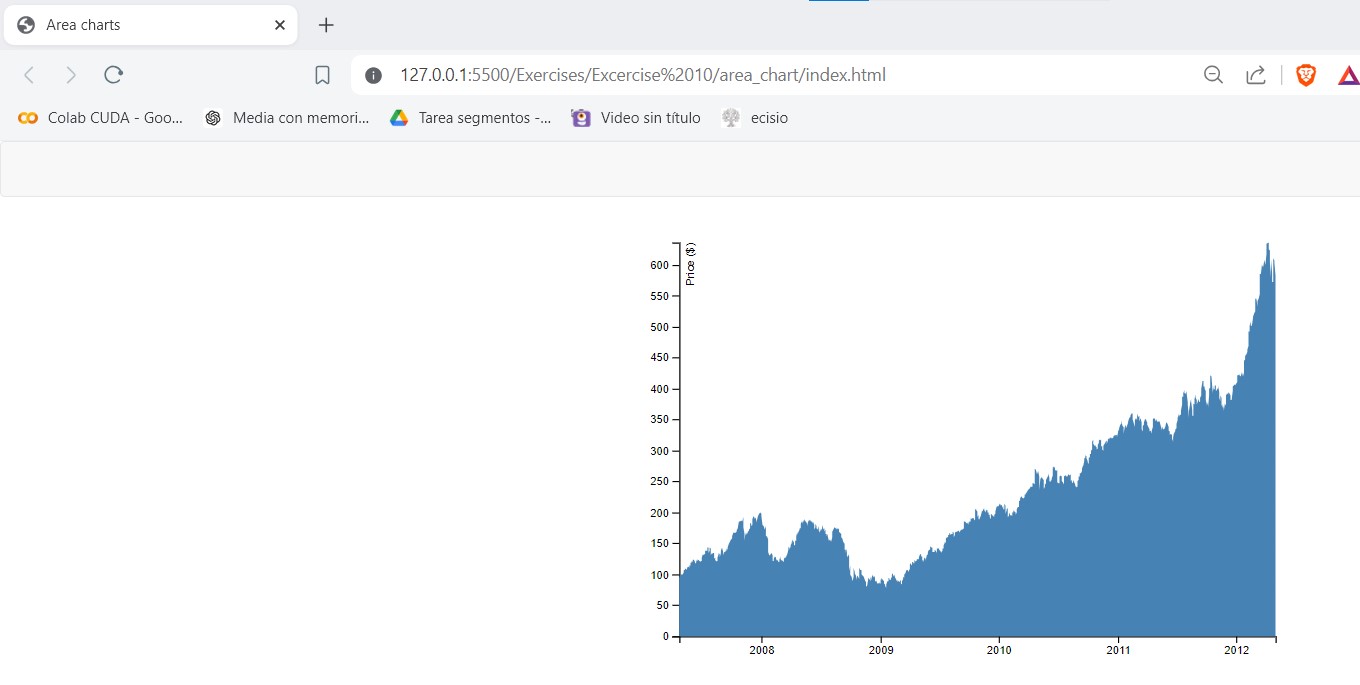 Area charts
127.0.0.1:5500/Exercises/Excercise%2010/area_chart/index.html
Colab CUDA - Goo... Media con memori... Tarea segmentos -... Video sin título ecisio
Price ($)
600
550
500
450
400
350
300
250
200
150
100
50
0
2008 2009 2010 2011 2012